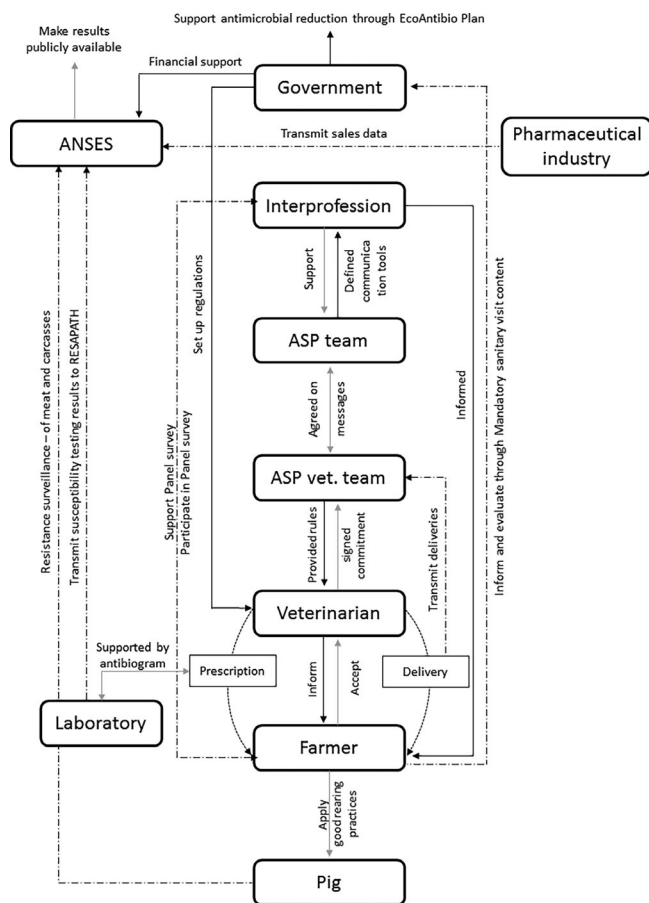 Support antimicrobial reduction through EcoAntibio Plan
Make results
publicly available
Financial support
Government
ANSES
Transmit sales data
Pharmaceutical
industry
Interprofession
Support
Defined
communica
tion tools
Set up regulations
ASP team
Agreed on
messages
Informed
Inform and evaluate through Mandatory sanitary visit content
Resistance surveillance – of meat and carcasses
Transmit susceptibility testing results to RESAPATH
Support Panel survey
Participate in Panel survey
ASP vet. team
Provided rules
signed
commitment
Transmit deliveries
Veterinarian
Supported by
antibiogram
Prescription
Inform
Accept
Delivery
Laboratory
Farmer
Apply
good rearing
practices
Pig